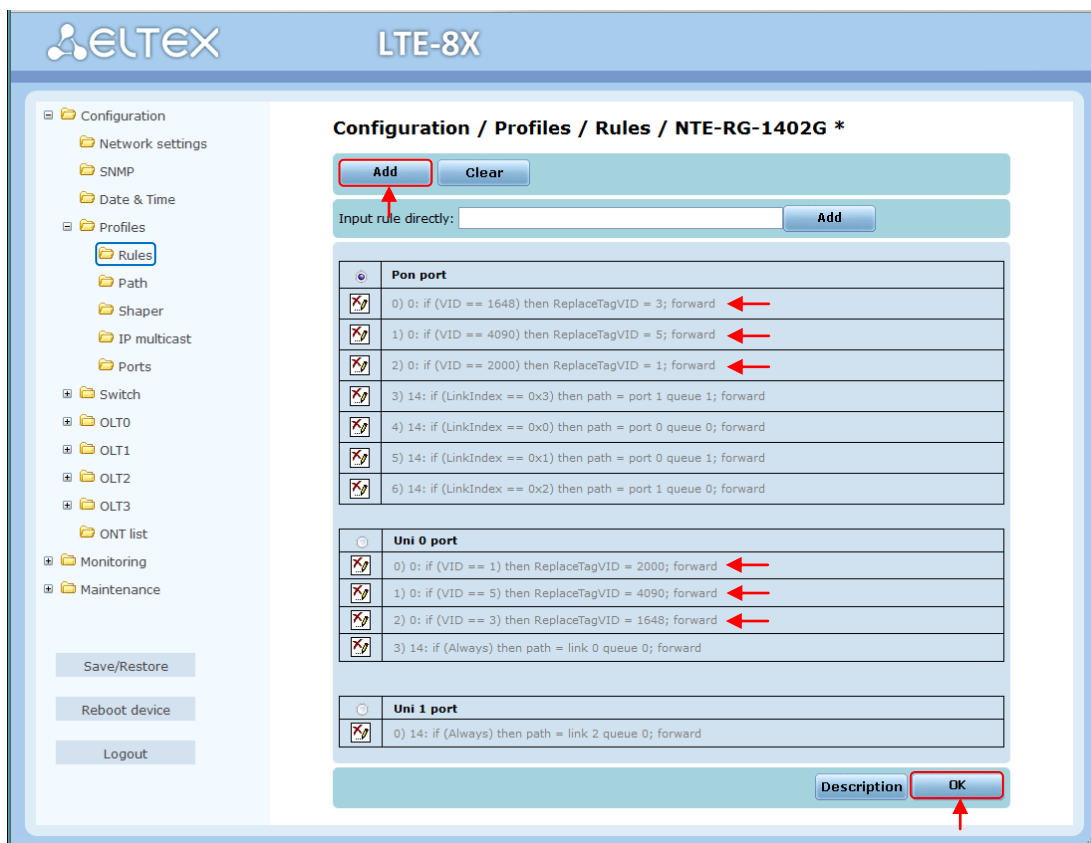 ELTEX
LTE-8X
Configuration
Network settings
SNMP
Date & Time
Profiles
Rules
Path
Shaper
IP multicast
Ports
Switch
OLT0
OLT1
OLT2
OLT3
ONT list
Monitoring
Maintenance
Save/Restore
Reboot device
Logout
Configuration / Profiles / Rules / NTE-RG-1402G *
Add Clear
Input rule directly: Add
Pon port
0) 0: if (VID == 1648) then ReplaceTagVID = 3; forward
1) 0: if (VID == 4090) then ReplaceTagVID = 5; forward
2) 0: if (VID == 2000) then ReplaceTagVID = 1; forward
3) 14: if (LinkIndex == 0x3) then path = port 1 queue 1; forward
4) 14: if (LinkIndex == 0x0) then path = port 0 queue 0; forward
5) 14: if (LinkIndex == 0x1) then path = port 0 queue 1; forward
6) 14: if (LinkIndex == 0x2) then path = port 1 queue 0; forward
Uni 0 port
0) 0: if (VID == 1) then ReplaceTagVID = 2000; forward
1) 0: if (VID == 5) then ReplaceTagVID = 4090; forward
2) 0: if (VID == 3) then ReplaceTagVID = 1648; forward
3) 14: if (Always) then path = link 0 queue 0; forward
Uni 1 port
0) 14: if (Always) then path = link 2 queue 0; forward
Description OK